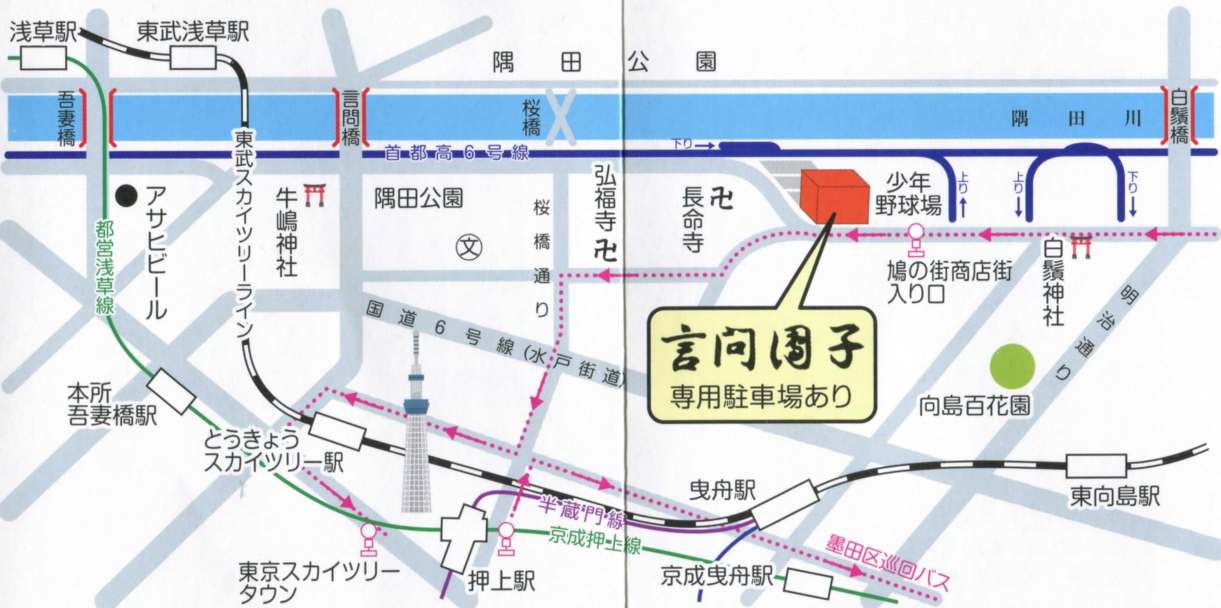 浅草駅
東武浅草駅
隅田公園
吾妻橋
言問橋
桜橋
隅田川
白鬚橋
首都高6号線
下り→
東武スカイツリーライン
アサヒビール
都営浅草線
牛嶋神社
隅田公園
文
桜橋通り
弘福寺
長命寺
少年
野球場
上り→
上り→
下り→
鳩の街商店街
入り口
白鬚神社
明治通り
国道6号線(水戸街道)
言問團子
専用駐車場あり
向島百花園
本所
吾妻橋駅
とうきょう
スカイツリー駅
曳舟駅
東向島駅
半蔵門線
京成押上線
東京スカイツリー
タウン
押上駅
京成曳舟駅
墨田区巡回バス